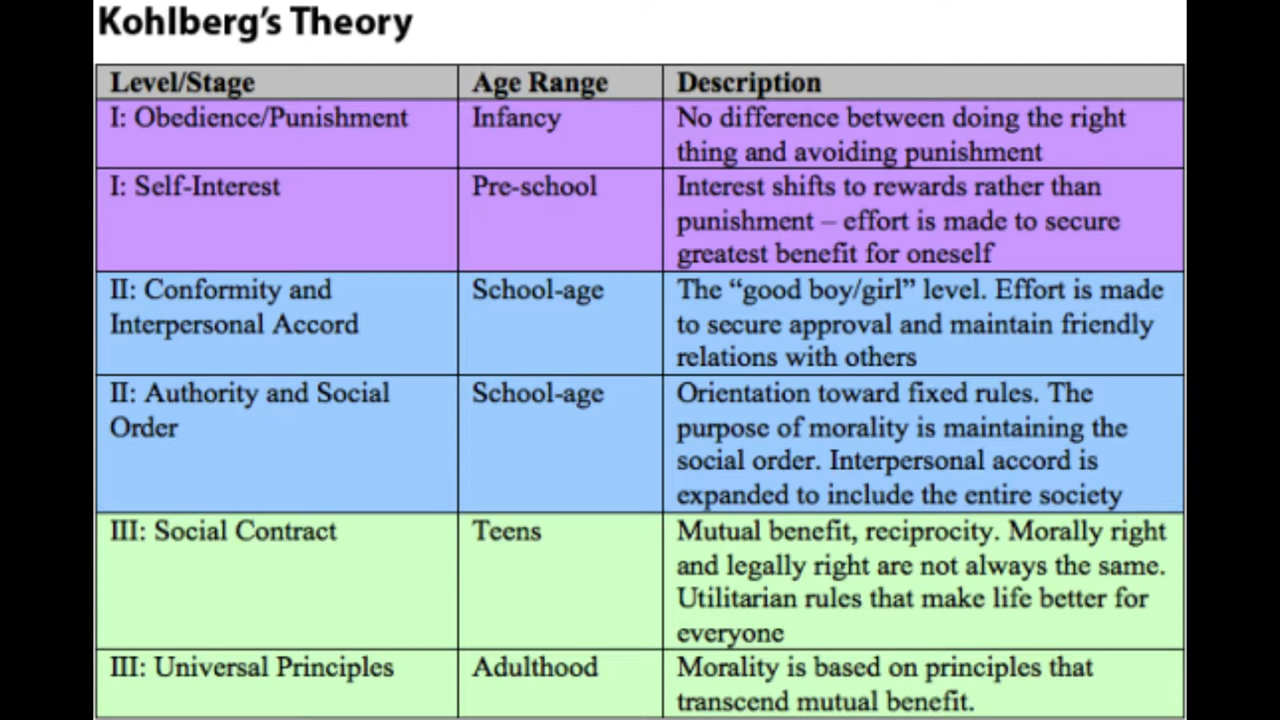 Kohlberg's Theory
Level/Stage Age Range Description
I: Obedience/Punishment Infancy No difference between doing the right
thing and avoiding punishment
I: Self-Interest Pre-school Interest shifts to rewards rather than
punishment – effort is made to secure
greatest benefit for oneself
II: Conformity and School-age The “good boy/girl” level. Effort is made
Interpersonal Accord to secure approval and maintain friendly
relations with others
II: Authority and Social School-age Orientation toward fixed rules. The
Order purpose of morality is maintaining the
social order. Interpersonal accord is
expanded to include the entire society
III: Social Contract Teens Mutual benefit, reciprocity. Morally right
and legally right are not always the same.
Utilitarian rules that make life better for
everyone
III: Universal Principles Adulthood Morality is based on principles that
transcend mutual benefit.